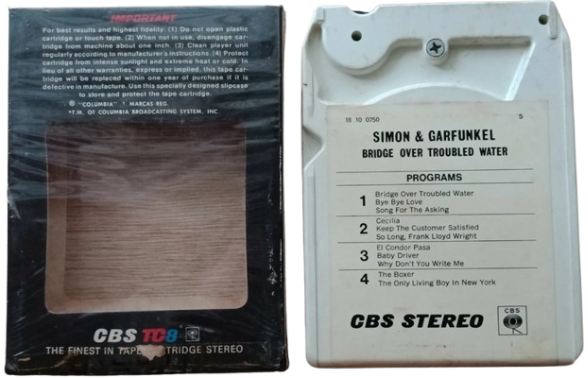 IMPORTANT
For best results and highest fidelity: (1) Do not open plastic
cartridge or touch tape. (2) When not in use, disengage car-
tridge from machine about one inch. (3) Clean player unit
regularly according to manufacturer's instructions. (4) Protect
cartridge from intense sunlight and extreme heat or cold. In
lieu of all other warranties, express or implied, this tape car-
tridge will be replaced within one year of purchase if it is
defective in manufacture. Use this specially designed slipcase
to store and protect the tape cartridge.
® "COLUMBIA" * MARCAS REG.
*T.M. OF COLUMBIA BROADCASTING SYSTEM, INC.
CBS TC8
THE FINEST IN TAPE CARTRIDGE STEREO
18 10 0750 S
SIMON & GARFUNKEL
BRIDGE OVER TROUBLED WATER
PROGRAMS
1 Bridge Over Troubled Water
Bye Bye Love
Song For The Asking
2 Cecilia
Keep The Customer Satisfied
So Long, Frank Lloyd Wright
3 El Condor Pasa
Baby Driver
Why Don't You Write Me
4 The Boxer
The Only Living Boy In New York
CBS STEREO
CBS